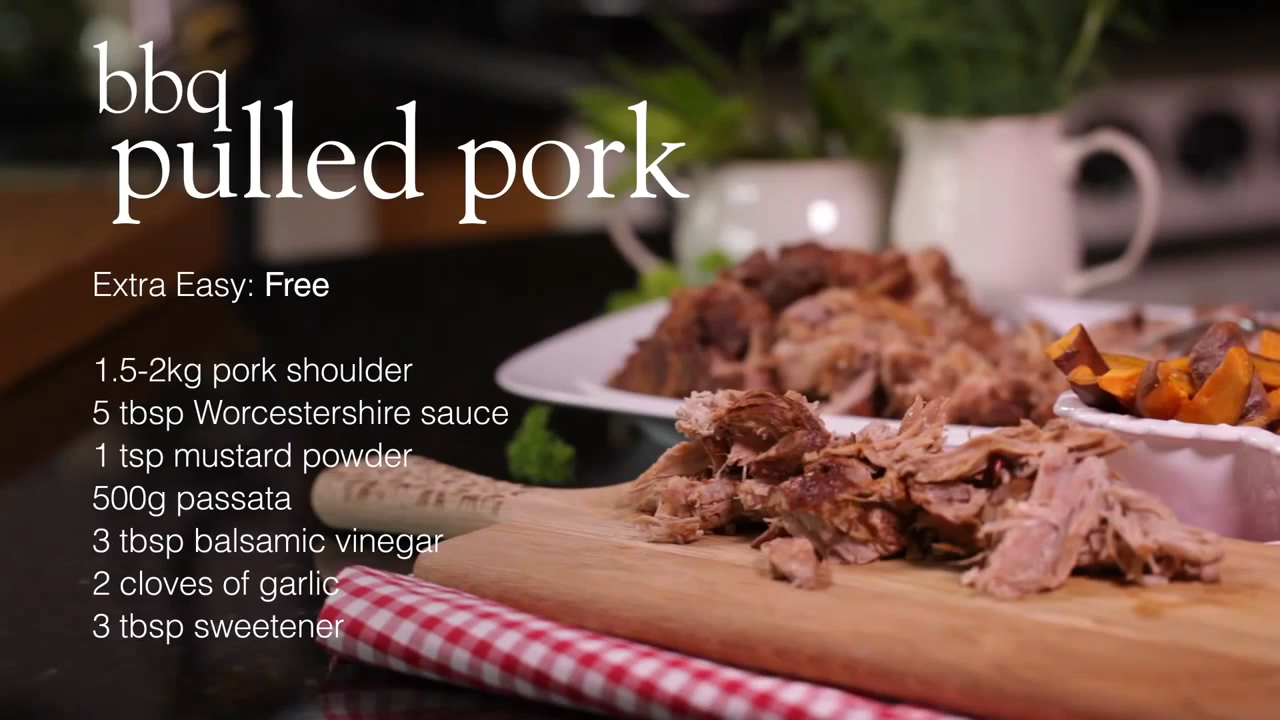 bbq
pulled pork
Extra Easy: Free
1.5-2kg pork shoulder
5 tbsp Worcestershire sauce
1 tsp mustard powder
500g passata
3 tbsp balsamic vinegar
2 cloves of garlic
3 tbsp sweetener